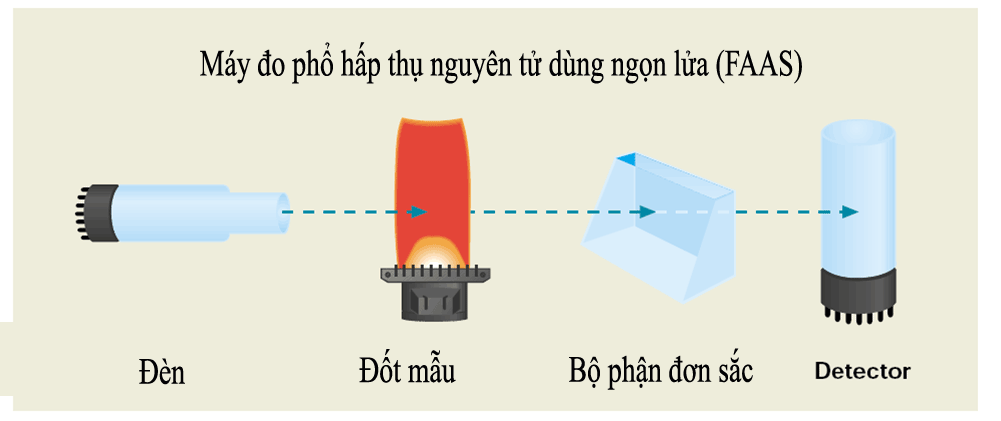 Máy đo phổ hấp thụ nguyên tử dùng ngọn lửa (FAAS)
Đèn
Đốt mẫu
Bộ phận đơn sắc
Detector